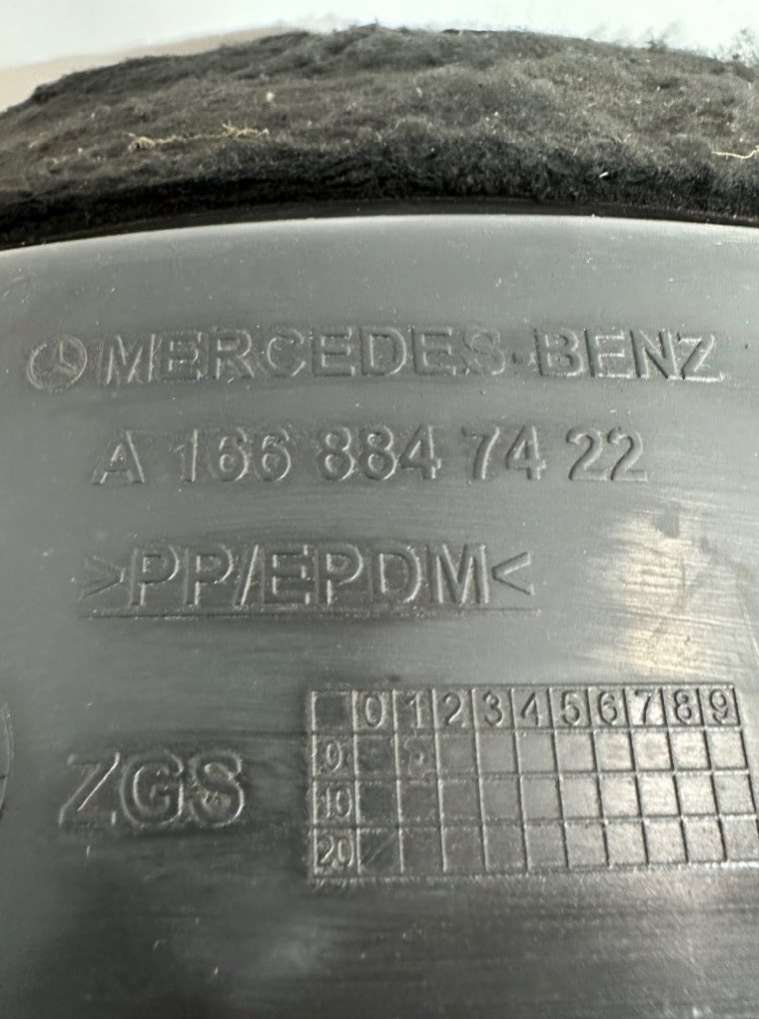 MERCEDES-BENZ
A 166 884 74 22
>PP/EPDM<
ZGS
0 1 2 3 4 5 6 7 8 9
0
10
20